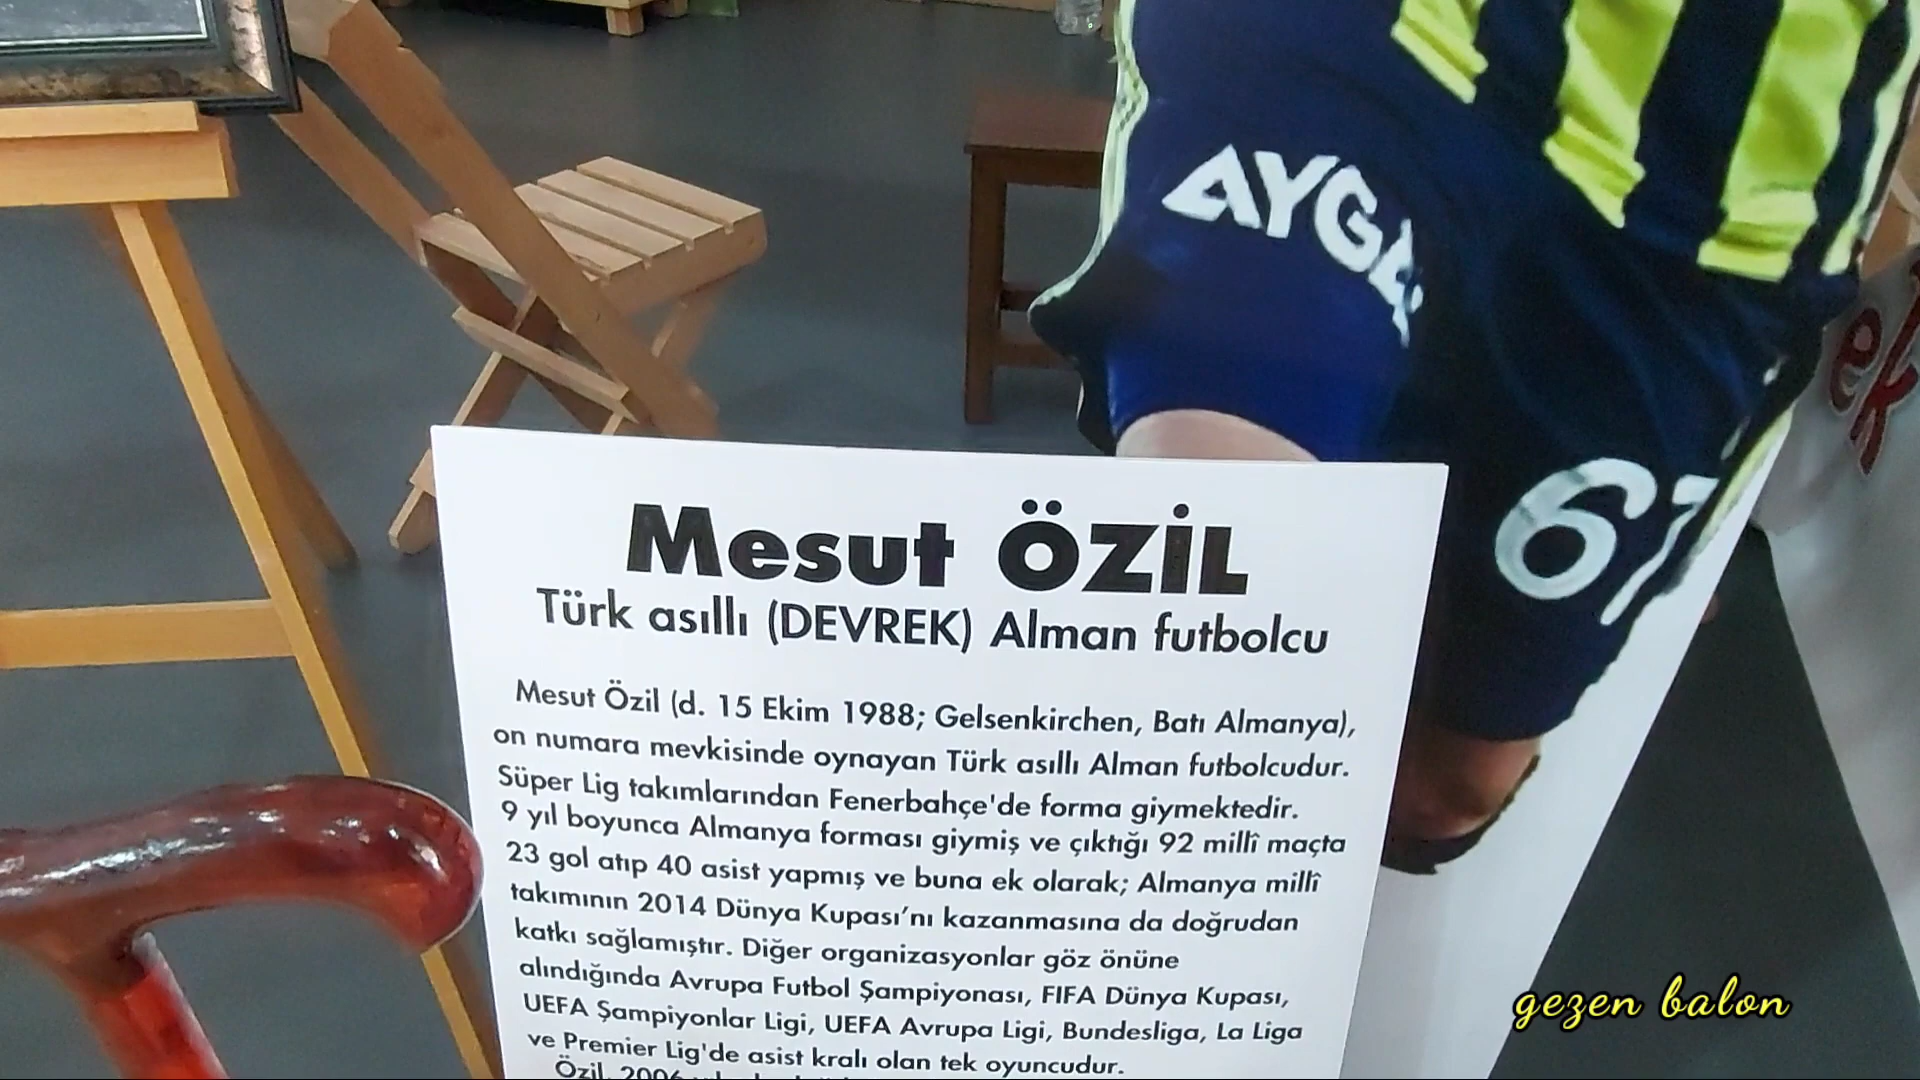 AYGA
67
Mesut ÖZİL
Türk asıllı (DEVREK) Alman futbolcu
Mesut Özil (d. 15 Ekim 1988; Gelsenkirchen, Batı Almanya),
on numara mevkisinde oynayan Türk asıllı Alman futbolcudur.
Süper Lig takımlarından Fenerbahçe'de forma giymektedir.
9 yıl boyunca Almanya forması giymiş ve çıktığı 92 millî maçta
23 gol atıp 40 asist yapmış ve buna ek olarak; Almanya millî
takımının 2014 Dünya Kupası’nı kazanmasına da doğrudan
katkı sağlamıştır. Diğer organizasyonlar göz önüne
alındığında Avrupa Futbol Şampiyonası, FIFA Dünya Kupası,
UEFA Şampiyonlar Ligi, UEFA Avrupa Ligi, Bundesliga, La Liga
ve Premier Lig'de asist kralı olan tek oyuncudur.
Özil, 2006
gezen balon